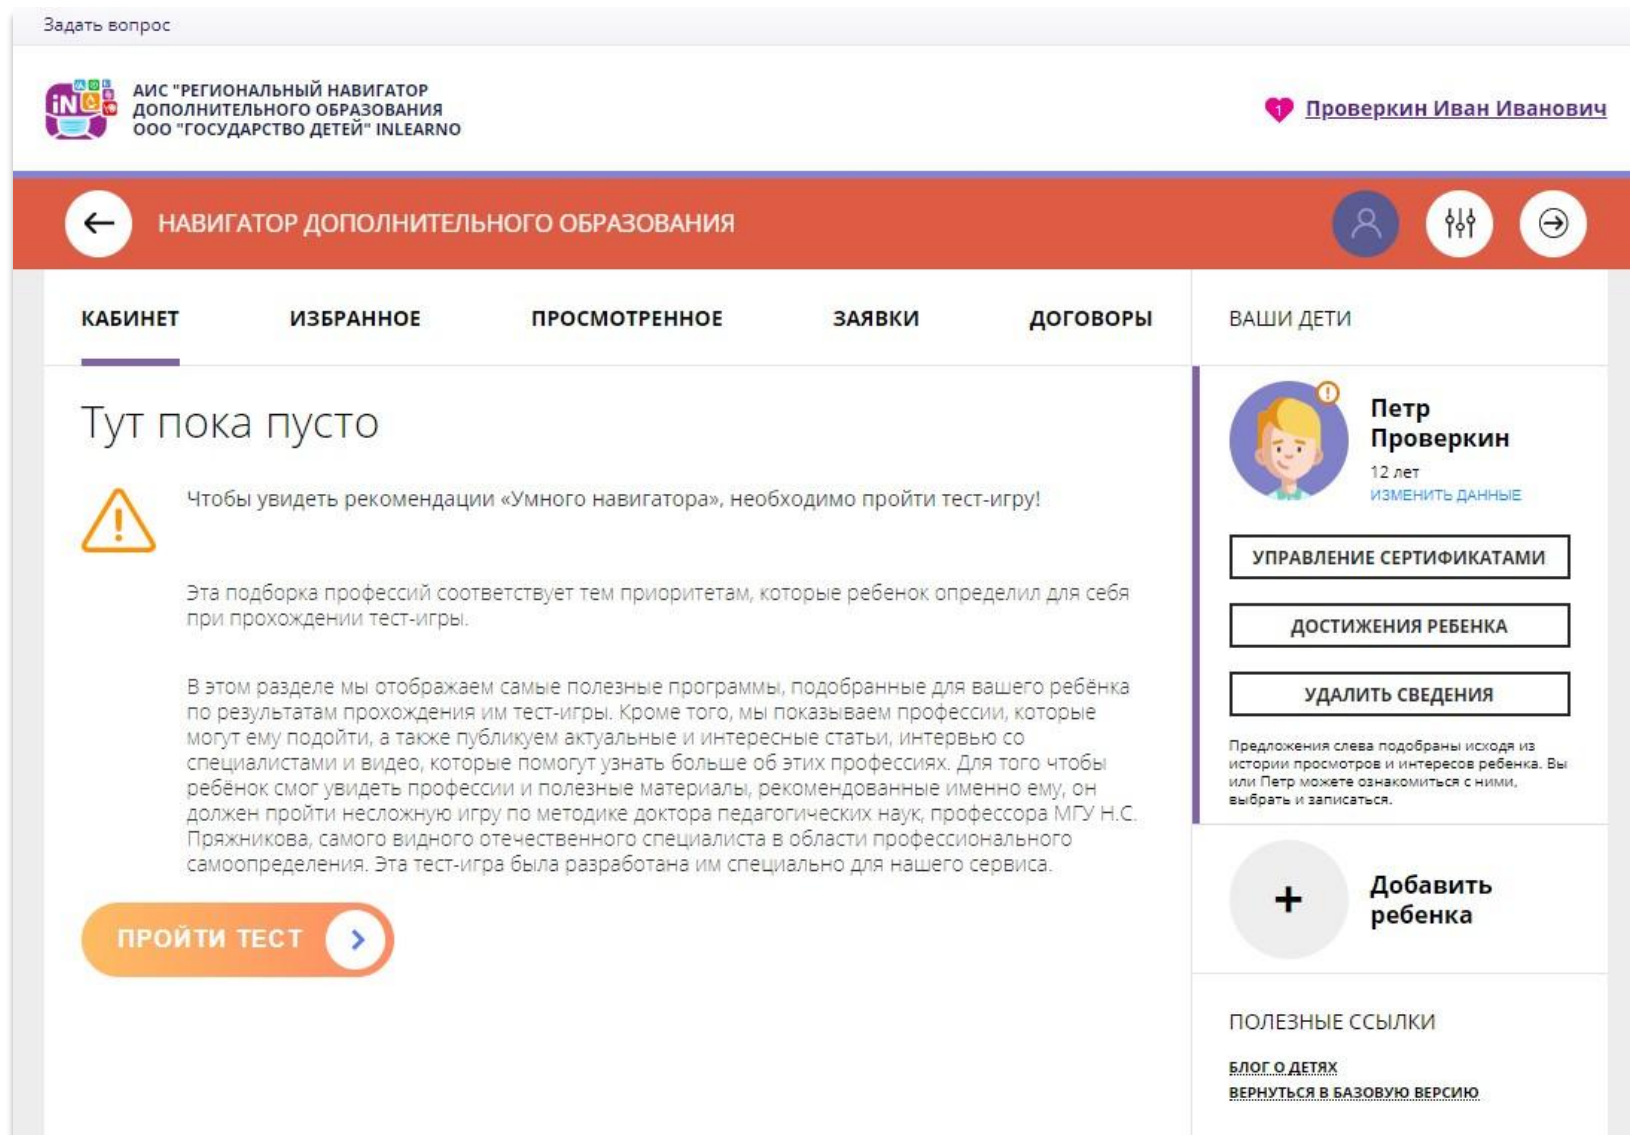 Задать вопрос
iN
АИС "РЕГИОНАЛЬНЫЙ НАВИГАТОР
ДОПОЛНИТЕЛЬНОГО ОБРАЗОВАНИЯ
ООО "ГОСУДАРСТВО ДЕТЕЙ" INLEARNO
1
Проверкин Иван Иванович
НАВИГАТОР ДОПОЛНИТЕЛЬНОГО ОБРАЗОВАНИЯ
КАБИНЕТ
ИЗБРАННОЕ
ПРОСМОТРЕННОЕ
ЗАЯВКИ
ДОГОВОРЫ
Тут пока пусто
Чтобы увидеть рекомендации «Умного навигатора», необходимо пройти тест-игру!
Эта подборка профессий соответствует тем приоритетам, которые ребенок определил для себя
при прохождении тест-игры.
В этом разделе мы отображаем самые полезные программы, подобранные для вашего ребёнка
по результатам прохождения им тест-игры. Кроме того, мы показываем профессии, которые
могут ему подойти, а также публикуем актуальные и интересные статьи, интервью со
специалистами и видео, которые помогут узнать больше об этих профессиях. Для того чтобы
ребёнок смог увидеть профессии и полезные материалы, рекомендованные именно ему, он
должен пройти несложную игру по методике доктора педагогических наук, профессора МГУ Н.С.
Пряжникова, самого видного отечественного специалиста в области профессионального
самоопределения. Эта тест-игра была разработана им специально для нашего сервиса.
ПРОЙТИ ТЕСТ
ВАШИ ДЕТИ
Петр
Проверкин
12 лет
ИЗМЕНИТЬ ДАННЫЕ
УПРАВЛЕНИЕ СЕРТИФИКАТАМИ
ДОСТИЖЕНИЯ РЕБЕНКА
УДАЛИТЬ СВЕДЕНИЯ
Предложения слева подобраны исходя из
истории просмотров и интересов ребенка. Вы
или Петр можете ознакомиться с ними,
выбрать и записаться.
+
Добавить
ребенка
ПОЛЕЗНЫЕ ССЫЛКИ
БЛОГ О ДЕТЯХ
ВЕРНУТЬСЯ В БАЗОВУЮ ВЕРСИЮ